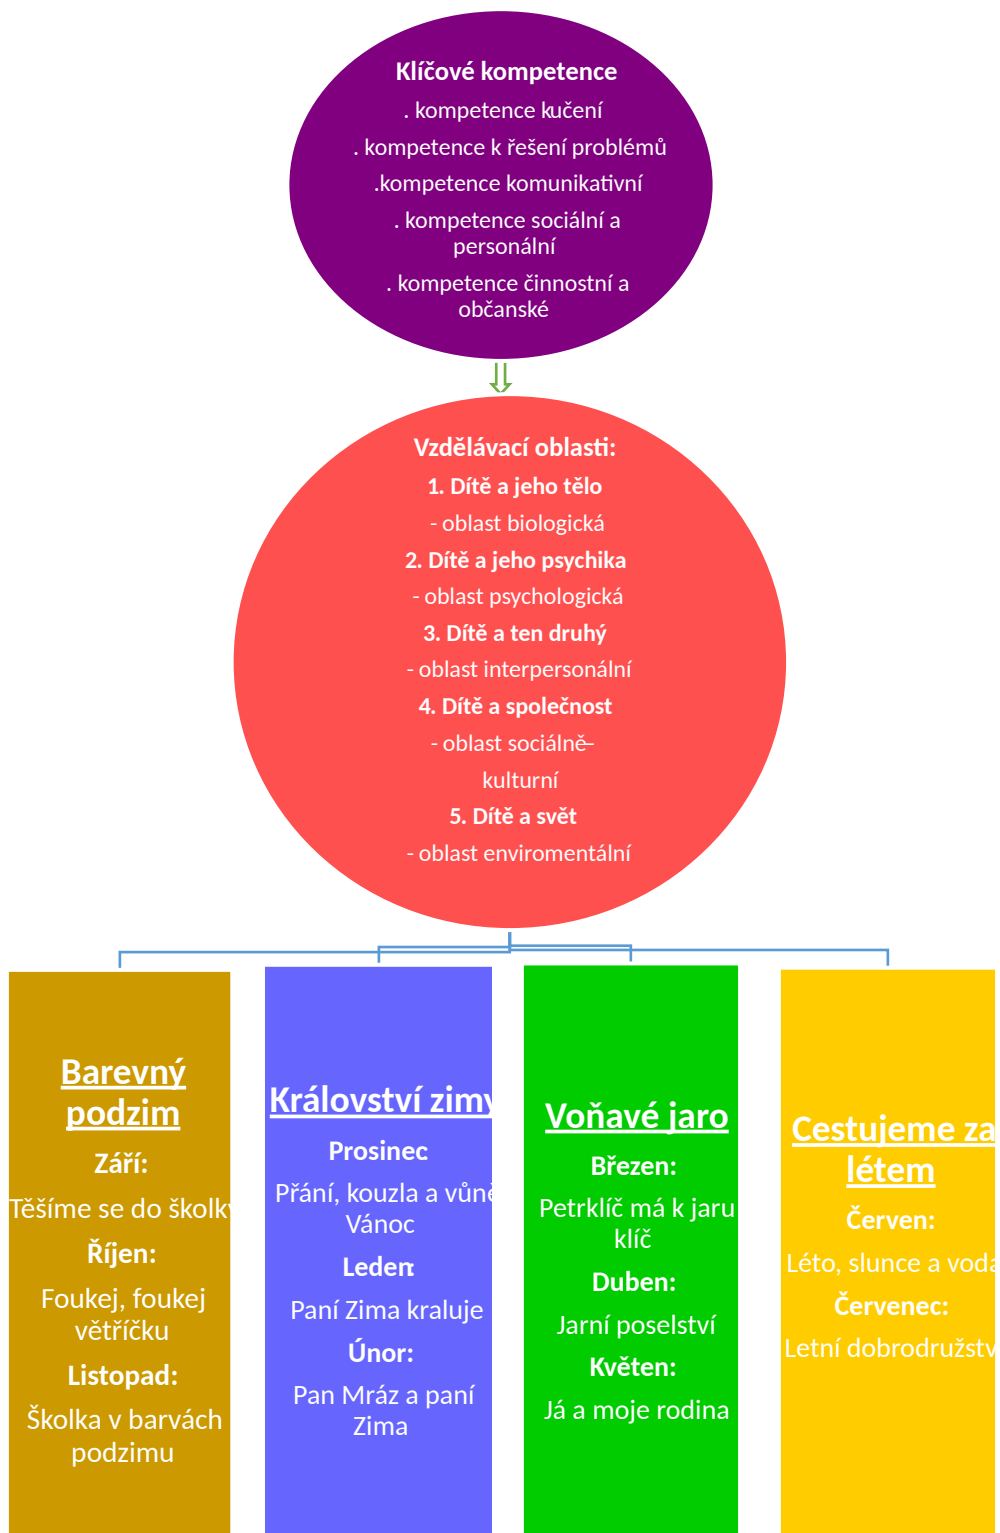 Klíčové kompetence
. kompetence k učení
. kompetence k řešení problémů
.kompetence komunikativní
. kompetence sociální a
personální
. kompetence činnostní a
občanské
Vzdělávací oblasti:
1. Dítě a jeho tělo
- oblast biologická
2. Dítě a jeho psychika
- oblast psychologická
3. Dítě a ten druhý
- oblast interpersonální
4. Dítě a společnost
- oblast sociálně–
kulturní
5. Dítě a svět
- oblast enviromentální
Barevný
podzim
Září:
Těšíme se do školky
Říjen:
Foukej, foukej
větříčku
Listopad:
Školka v barvách
podzimu
Království zimy
Prosinec:
Přání, kouzla a vůně
Vánoc
Leden:
Paní Zima kraluje
Únor:
Pan Mráz a paní
Zima
Voňavé jaro
Březen:
Petrklíč má k jaru
klíč
Duben:
Jarní poselství
Květen:
Já a moje rodina
Cestujeme za
létem
Červen:
Léto, slunce a voda
Červenec:
Letní dobrodružství